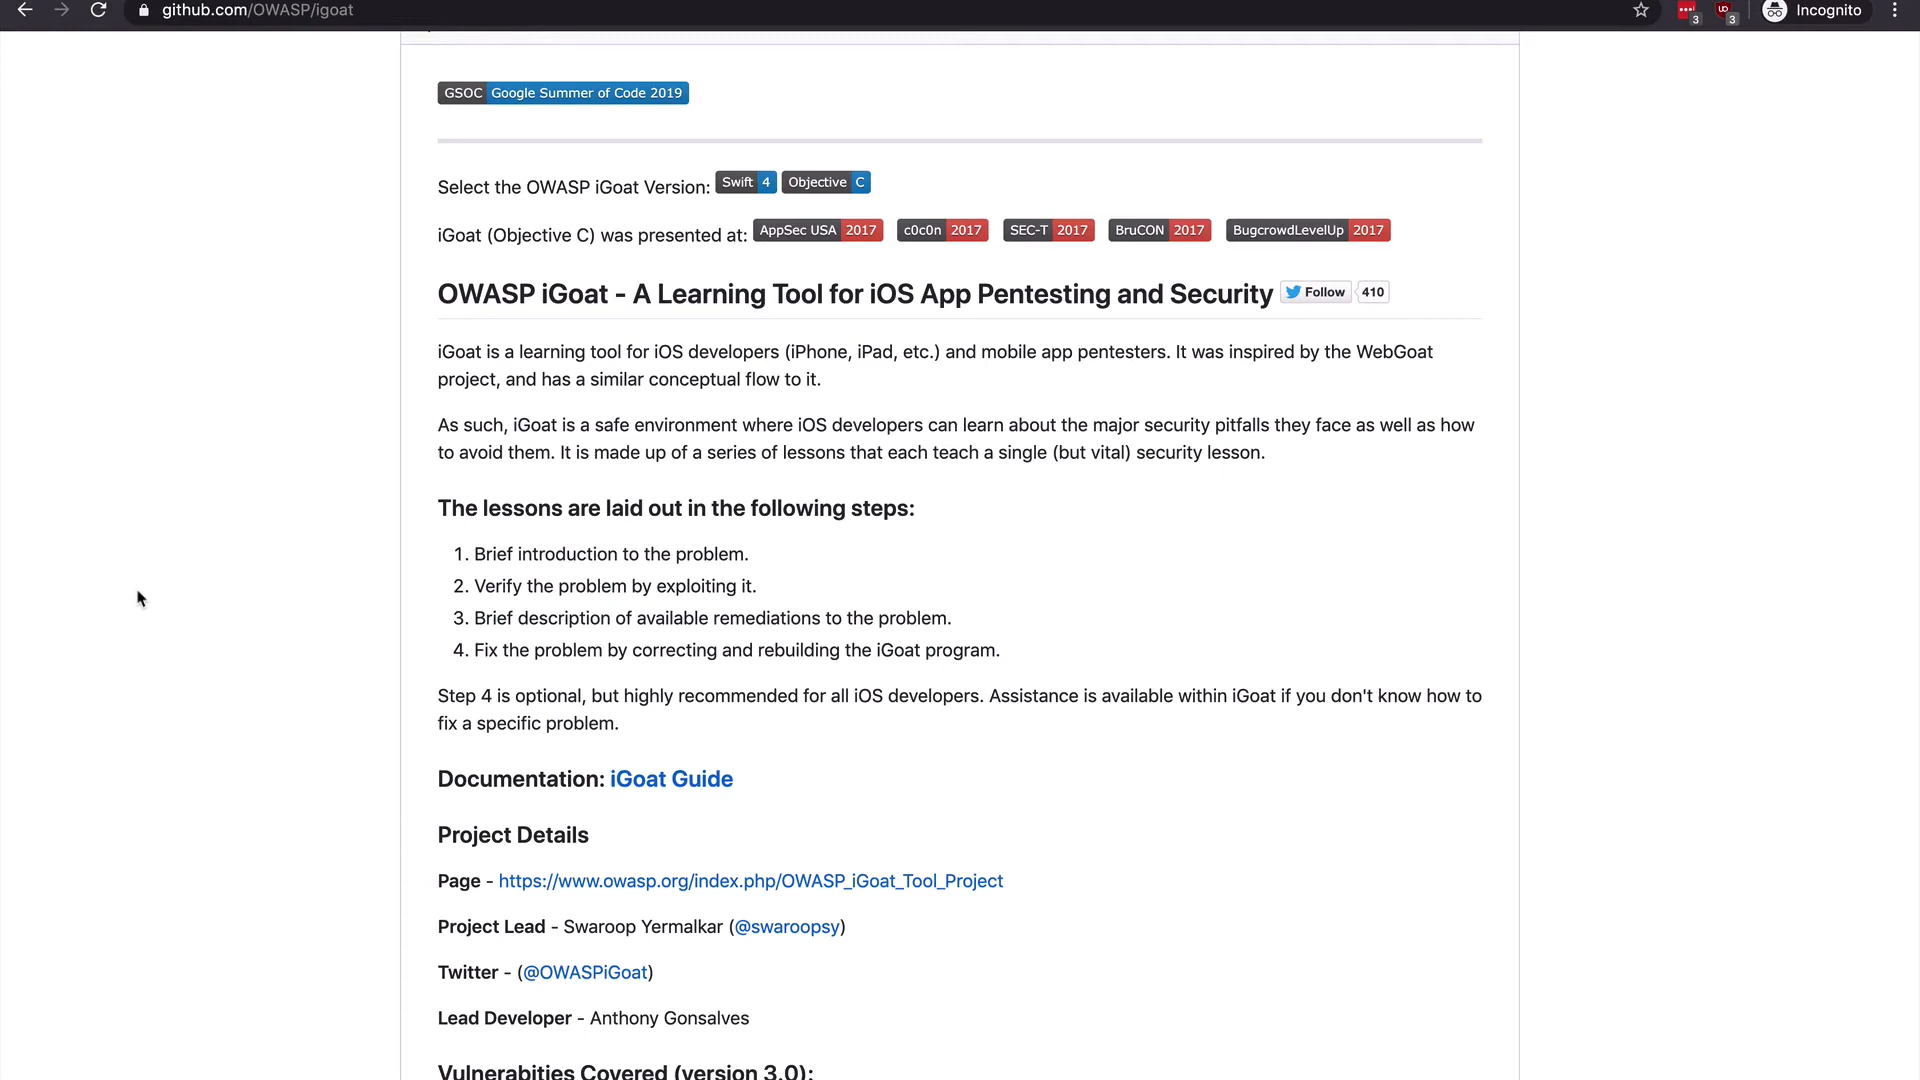 github.com/OWASP/igoat
3
3
Incognito
GSOC Google Summer of Code 2019
Select the OWASP iGoat Version: Swift 4 Objective C
iGoat (Objective C) was presented at: AppSec USA 2017 c0c0n 2017 SEC-T 2017 BruCON 2017 BugcrowdLevelUp 2017
OWASP iGoat - A Learning Tool for iOS App Pentesting and Security Follow 410
iGoat is a learning tool for iOS developers (iPhone, iPad, etc.) and mobile app pentesters. It was inspired by the WebGoat
project, and has a similar conceptual flow to it.
As such, iGoat is a safe environment where iOS developers can learn about the major security pitfalls they face as well as how
to avoid them. It is made up of a series of lessons that each teach a single (but vital) security lesson.
The lessons are laid out in the following steps:
1. Brief introduction to the problem.
2. Verify the problem by exploiting it.
3. Brief description of available remediations to the problem.
4. Fix the problem by correcting and rebuilding the iGoat program.
Step 4 is optional, but highly recommended for all iOS developers. Assistance is available within iGoat if you don't know how to
fix a specific problem.
Documentation: iGoat Guide
Project Details
Page - https://www.owasp.org/index.php/OWASP_iGoat_Tool_Project
Project Lead - Swaroop Yermalkar (@swaroopsy)
Twitter - (@OWASPiGoat)
Lead Developer - Anthony Gonsalves
Vulnerabities Covered (version 3.0):